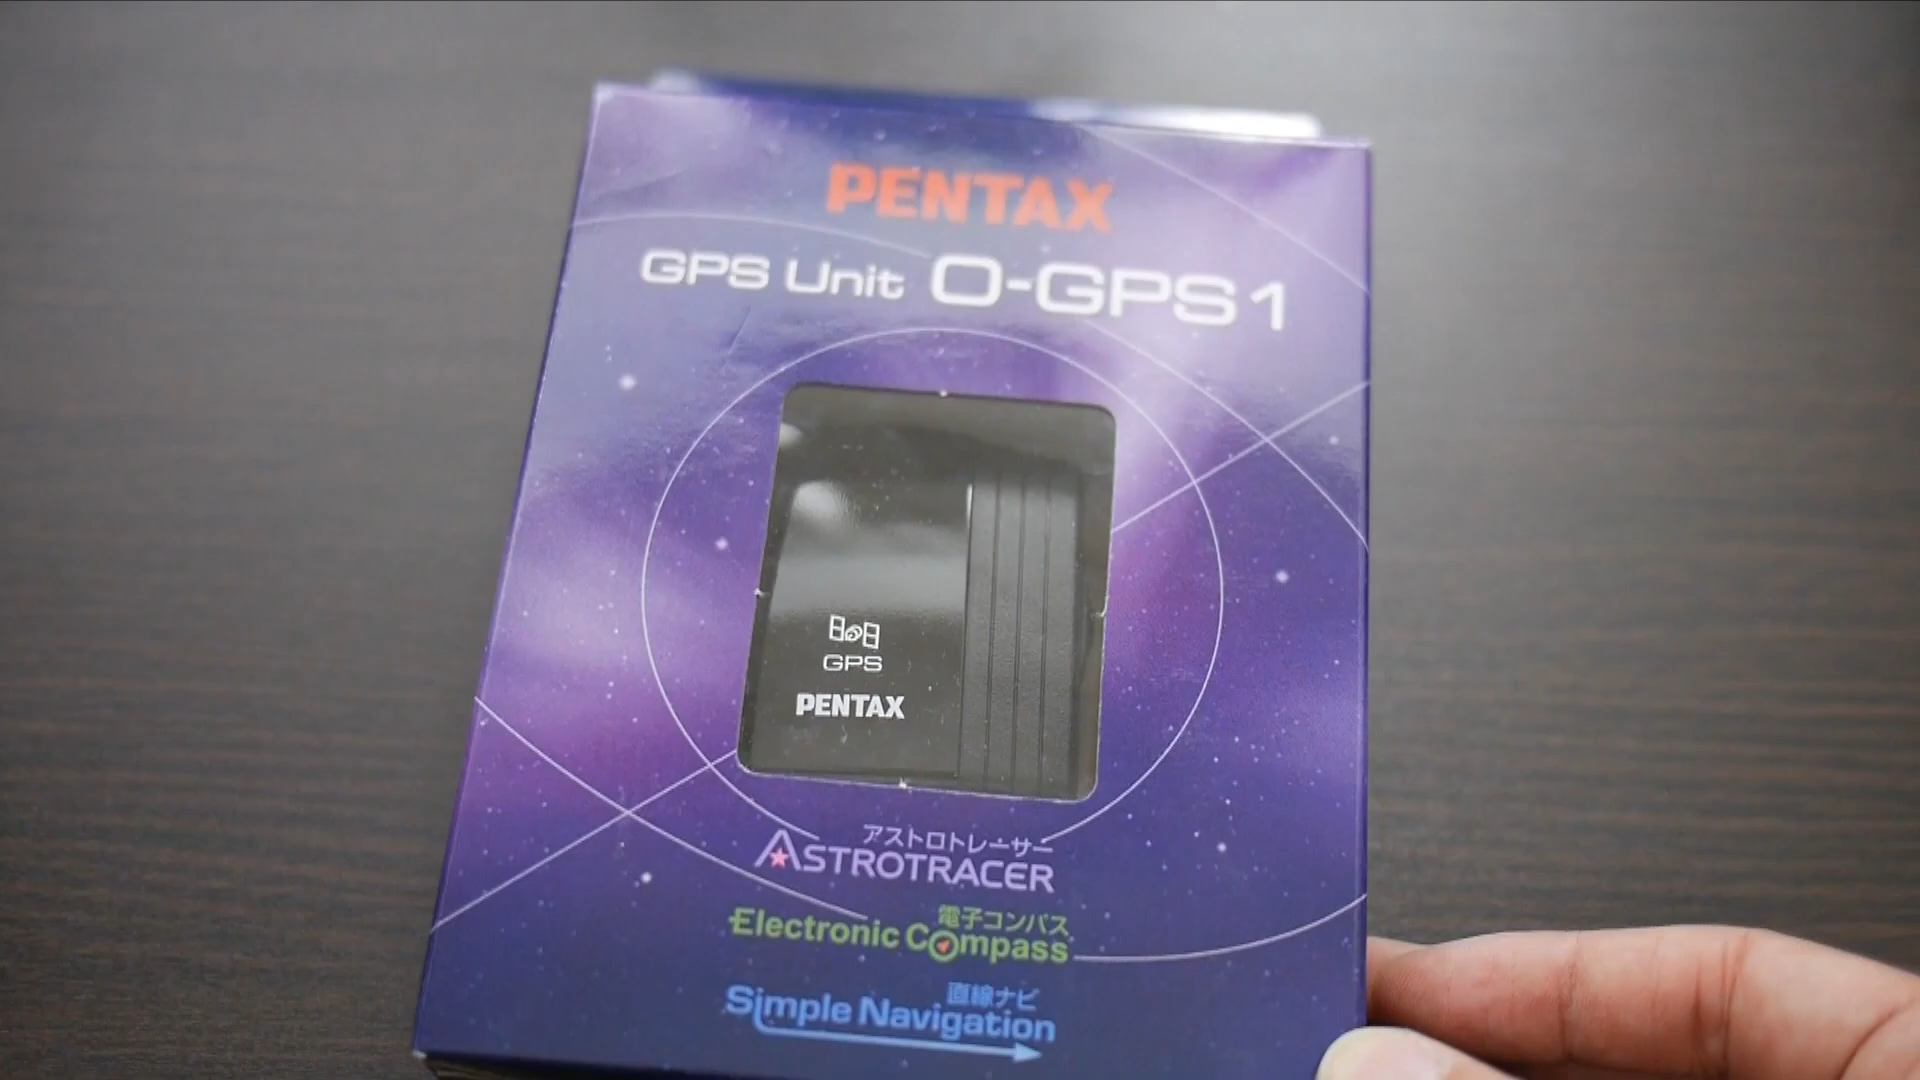 PENTAX
GPS Unit O-GPS1
GPS
PENTAX
アストロトレーサー
ASTROTRACER
電子コンパス
Electronic Compass
直線ナビ
Simple Navigation